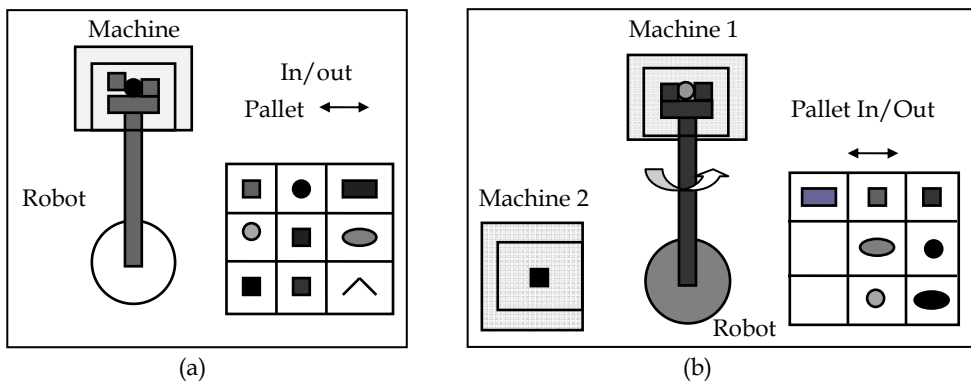 Machine
In/out
Pallet
Robot
(a)
Machine 1
Pallet In/Out
Machine 2
Robot
(b)